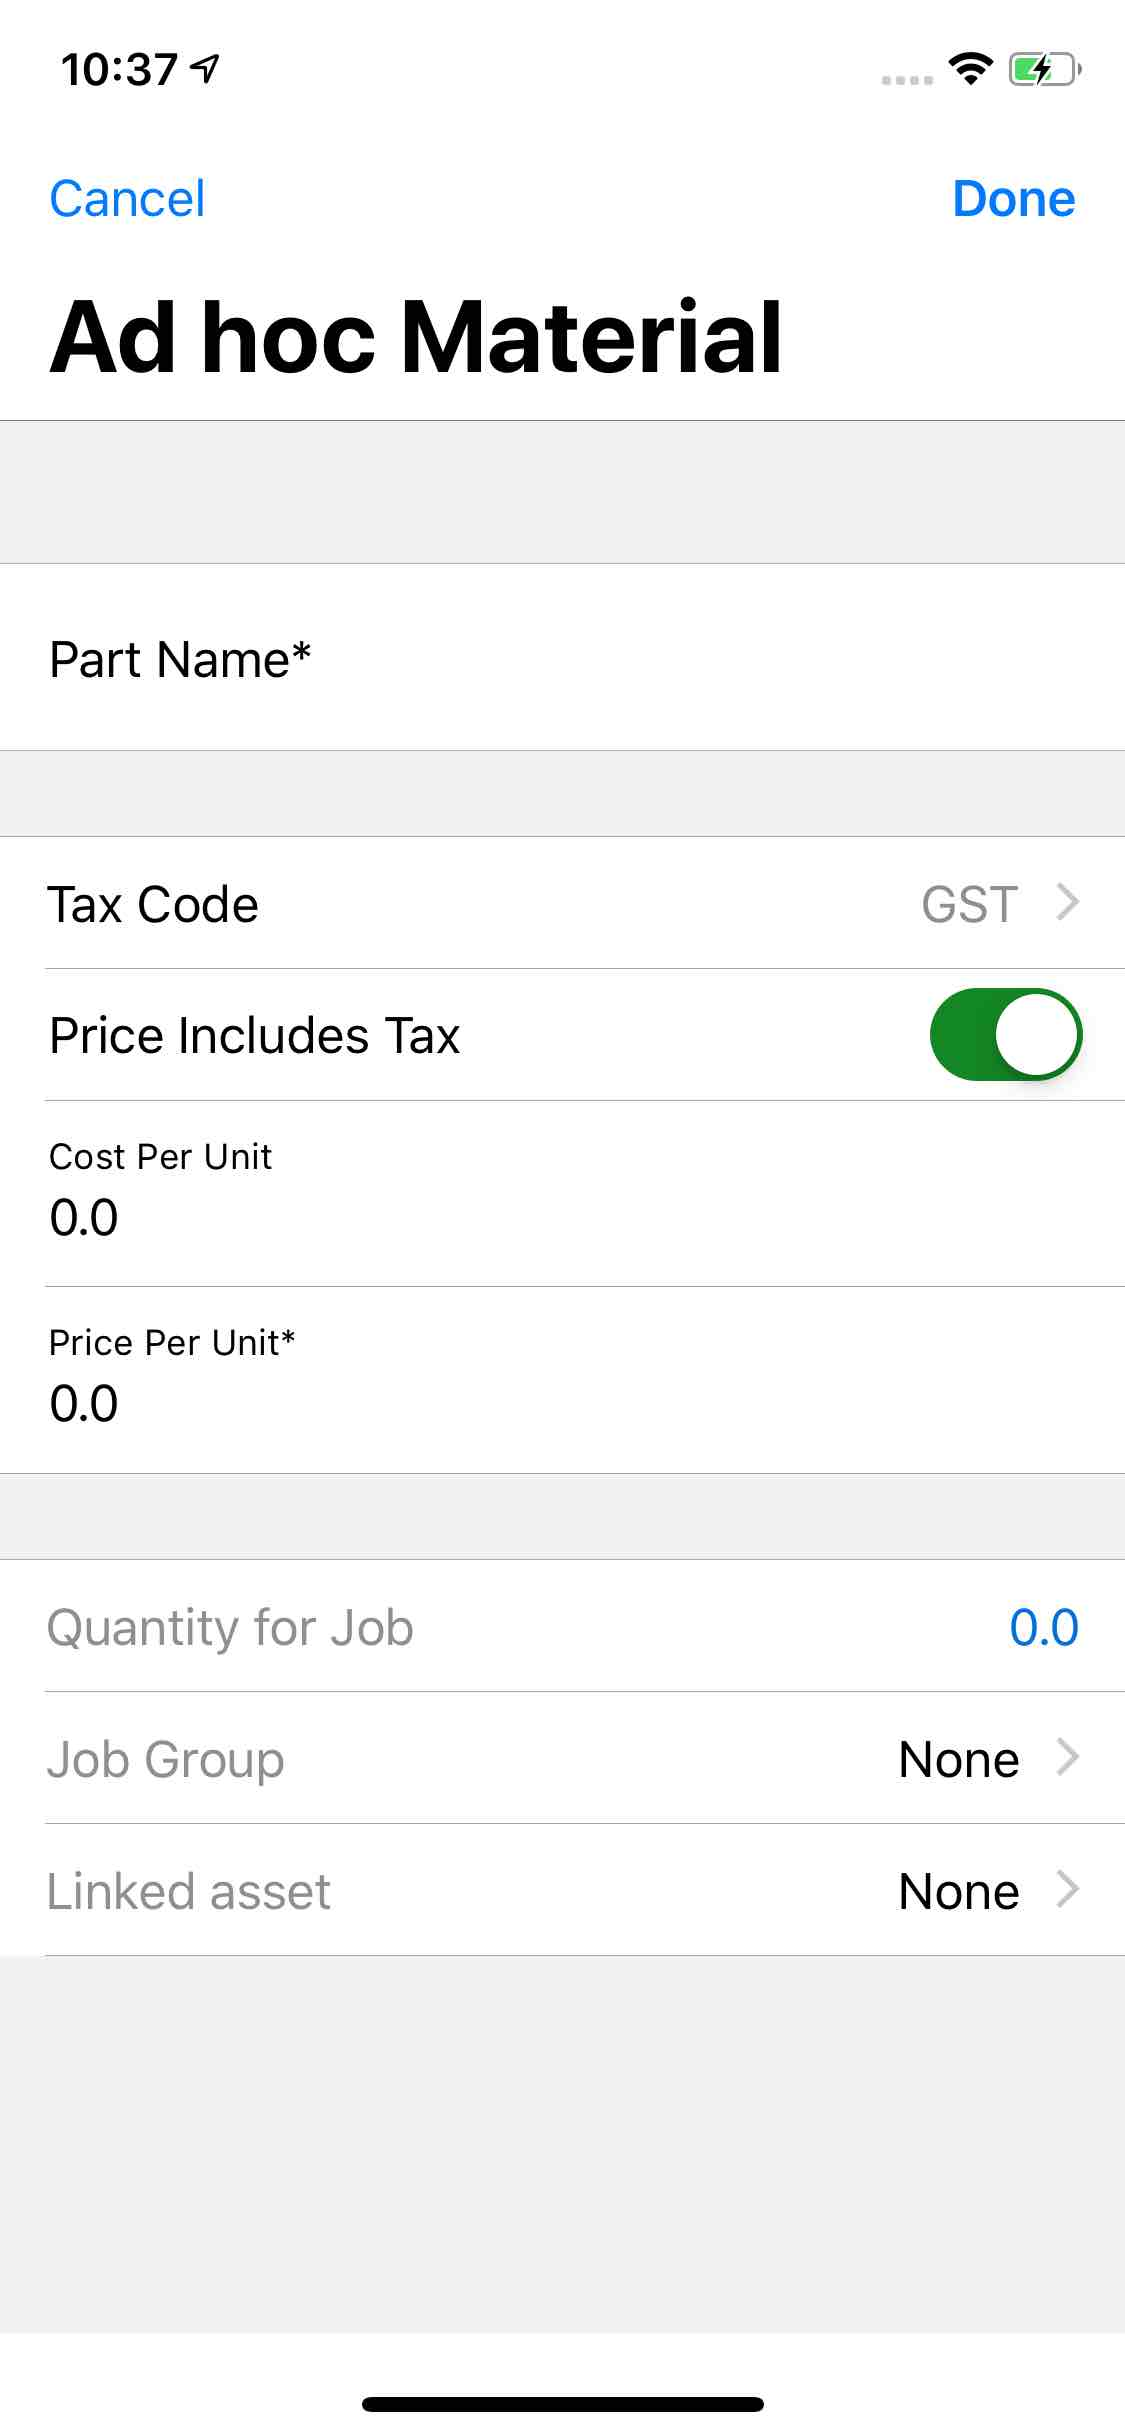 10:37
Cancel Done
Ad hoc Material
Part Name*
Tax Code GST
Price Includes Tax
Cost Per Unit
0.0
Price Per Unit*
0.0
Quantity for Job 0.0
Job Group None
Linked asset None